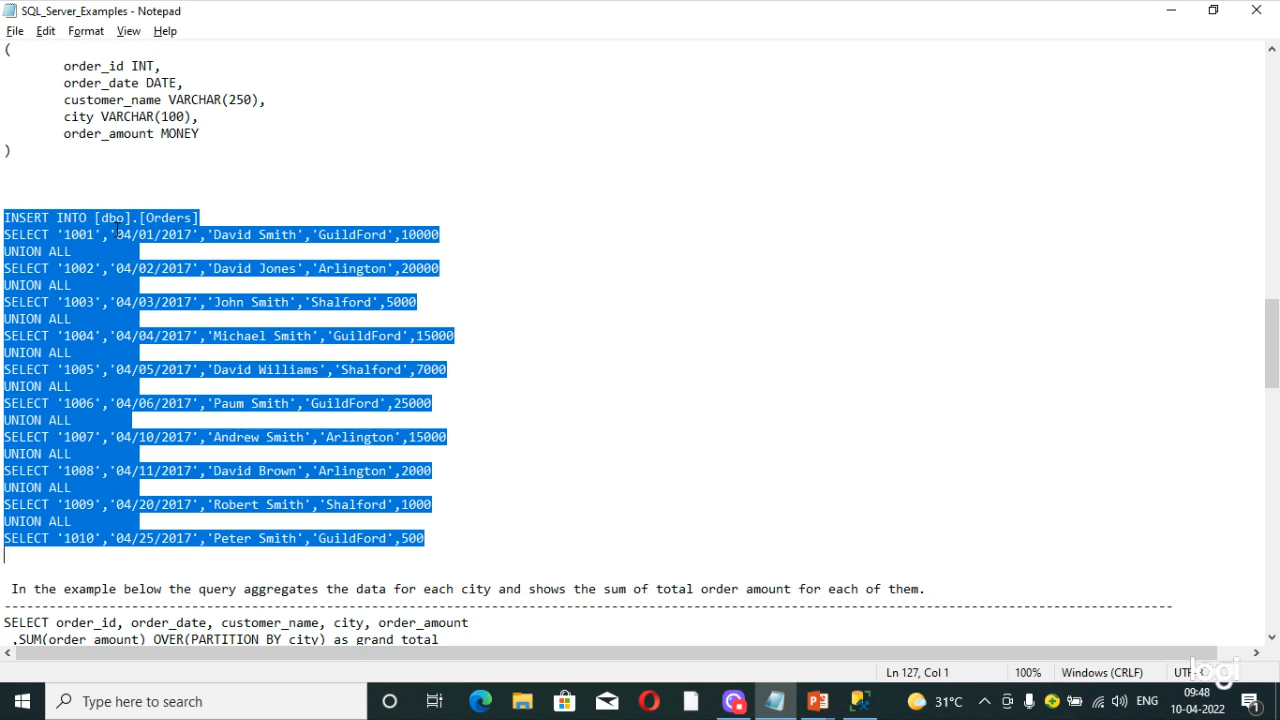 SQL_Server_Examples - Notepad
File Edit Format View Help
(
order_id INT,
order_date DATE,
customer_name VARCHAR(250),
city VARCHAR(100),
order_amount MONEY
)
INSERT INTO [dbo].[Orders]
SELECT '1001','04/01/2017','David Smith','GuildFord',10000
UNION ALL
SELECT '1002','04/02/2017','David Jones','Arlington',20000
UNION ALL
SELECT '1003','04/03/2017','John Smith','Shalford',5000
UNION ALL
SELECT '1004','04/04/2017','Michael Smith','GuildFord',15000
UNION ALL
SELECT '1005','04/05/2017','David Williams','Shalford',7000
UNION ALL
SELECT '1006','04/06/2017','Paum Smith','GuildFord',25000
UNION ALL
SELECT '1007','04/10/2017','Andrew Smith','Arlington',15000
UNION ALL
SELECT '1008','04/11/2017','David Brown','Arlington',2000
UNION ALL
SELECT '1009','04/20/2017','Robert Smith','Shalford',1000
UNION ALL
SELECT '1010','04/25/2017','Peter Smith','GuildFord',500
In the example below the query aggregates the data for each city and shows the sum of total order amount for each of them.
SELECT order_id, order_date, customer_name, city, order_amount
,SUM(order_amount) OVER(PARTITION BY city) as grand_total
Ln 127, Col 1 100% Windows (CRLF)
logi
Type here to search 31°C ENG 09:48
10-04-2022
1